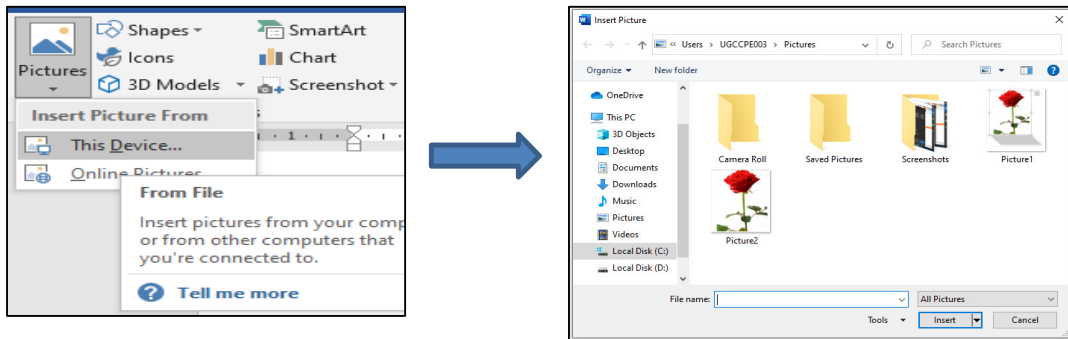 Pictures
Shapes
Icons
3D Models
SmartArt
Chart
Screenshot
Insert Picture From
This Device...
Online Pictures
1
From File
Insert pictures from your comp
or from other computers that
you're connected to.
Tell me more
Insert Picture
« Users > UGCCPE003 > Pictures
Search Pictures
Organize
New folder
OneDrive
This PC
3D Objects
Desktop
Documents
Downloads
Music
Pictures
Videos
Local Disk (C:)
Local Disk (D:)
Camera Roll
Saved Pictures
Screenshots
Picture1
Picture2
File name:
All Pictures
Tools
Insert
Cancel